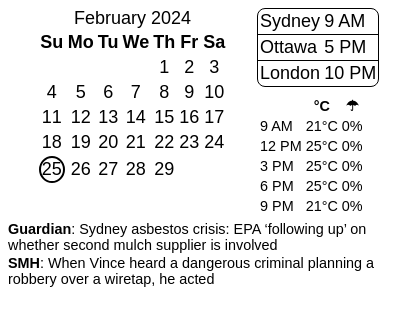 February 2024
Su Mo Tu We Th Fr Sa
1 2 3
4 5 6 7 8 9 10
11 12 13 14 15 16 17
18 19 20 21 22 23 24
25 26 27 28 29
Sydney 9 AM
Ottawa 5 PM
London 10 PM
°C ☂
9 AM 21°C 0%
12 PM 25°C 0%
3 PM 25°C 0%
6 PM 25°C 0%
9 PM 21°C 0%
Guardian: Sydney asbestos crisis: EPA ‘following up’ on
whether second mulch supplier is involved
SMH: When Vince heard a dangerous criminal planning a
robbery over a wiretap, he acted